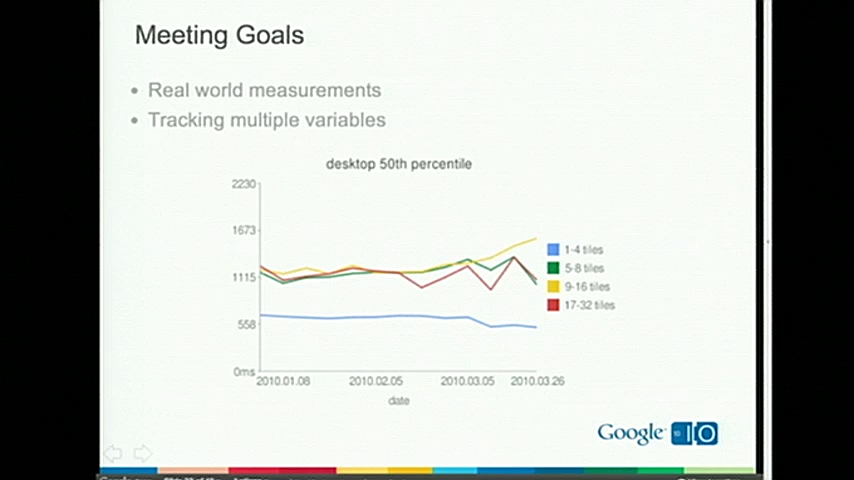 Meeting Goals
• Real world measurements
• Tracking multiple variables
desktop 50th percentile
2230
1673
1115
558
0ms
2010.01.08 2010.02.05 2010.03.05 2010.03.26
date
1-4 tiles
5-8 tiles
9-16 tiles
17-32 tiles
Google 10 IO